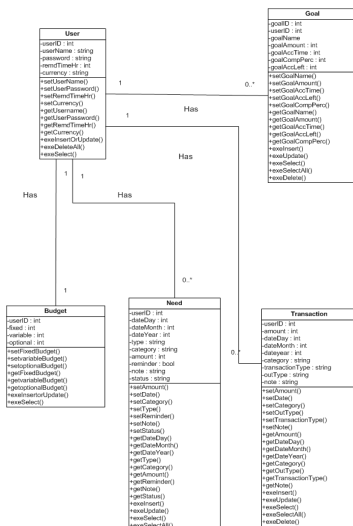 User
-userID : int
-userName : string
-password : string
-remdTimeHr : int
-currency : string
+setUserName()
+setUserPassword()
+setRemdTimeHr()
+setCurrency()
+getUsername()
+getUserPassword()
+getRemdTimeHr()
+getCurrency()
+exeInsertOrUpdate()
+exeDeleteAll()
+exeSelect()
Goal
-goalID : int
-userID : int
-goalName
-goalAmount : int
-goalAccTime : int
-goalCompPerc : int
-goalAccLeft : int
+setGoalName()
+setGoalAmount()
+setGoalAccTime()
+setGoalAccLeft()
+setGoalCompPerc()
+getGoalName()
+getGoalAmount()
+getGoalAccTime()
+getGoalAccLeft()
+getGoalCompPerc()
+exeInsert()
+exeUpdate()
+exeSelect()
+exeSelectAll()
+exeDelete()
1
0..*
Has
1
Has
1
1
Has
Has
1
0..*
0..*
Budget
-userID : int
-fixed : int
-variable : int
-optional : int
+setFixedBudget()
+setvariableBudget()
+setoptionalBudget()
+getFixedBudget()
+getvariableBudget()
+getoptionalBudget()
+exeInsertorUpdate()
+exeSelect()
Need
-userID : int
-dateDay : int
-dateMonth : int
-dateYear : int
-type : string
-category : string
-amount : int
-reminder : bool
-note : string
-status : string
+setAmount()
+setDate()
+setCategory()
+setType()
+setReminder()
+setNote()
+setStatus()
+getDateDay()
+getDateMonth()
+getDateYear()
+getType()
+getCategory()
+getAmount()
+getReminder()
+getNote()
+getStatus()
+exeInsert()
+exeUpdate()
+exeSelect()
+exeSelectAll()
Transaction
-userID : int
-amount : int
-dateDay : int
-dateMonth : int
-dateyear : int
-category : string
-transactionType : string
-outType : string
-note : string
+setAmount()
+setDate()
+setCategory()
+setOutType()
+setTransactionType()
+setNote()
+getAmount()
+getDateDay()
+getDateMonth()
+getDateYear()
+getCategory()
+getOutType()
+getTransactionType()
+getNote()
+exeInsert()
+exeUpdate()
+exeSelect()
+exeSelectAll()
+exeDelete()